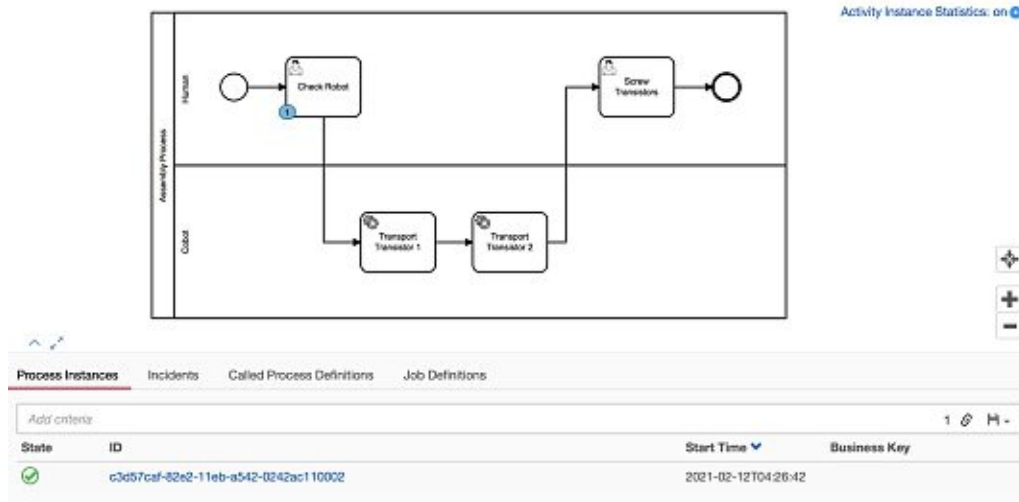 Activity Instance Statistics: on
Assembly Process
Human
Check Robot
1
Screw
Transistors
Cobot
Transport
Transistor 1
Transport
Transistor 2
Process Instances Incidents Called Process Definitions Job Definitions
Add criteria 1
State ID Start Time Business Key
c3d57caf-82e2-11eb-a542-0242ac110002 2021-02-12T04:26:42